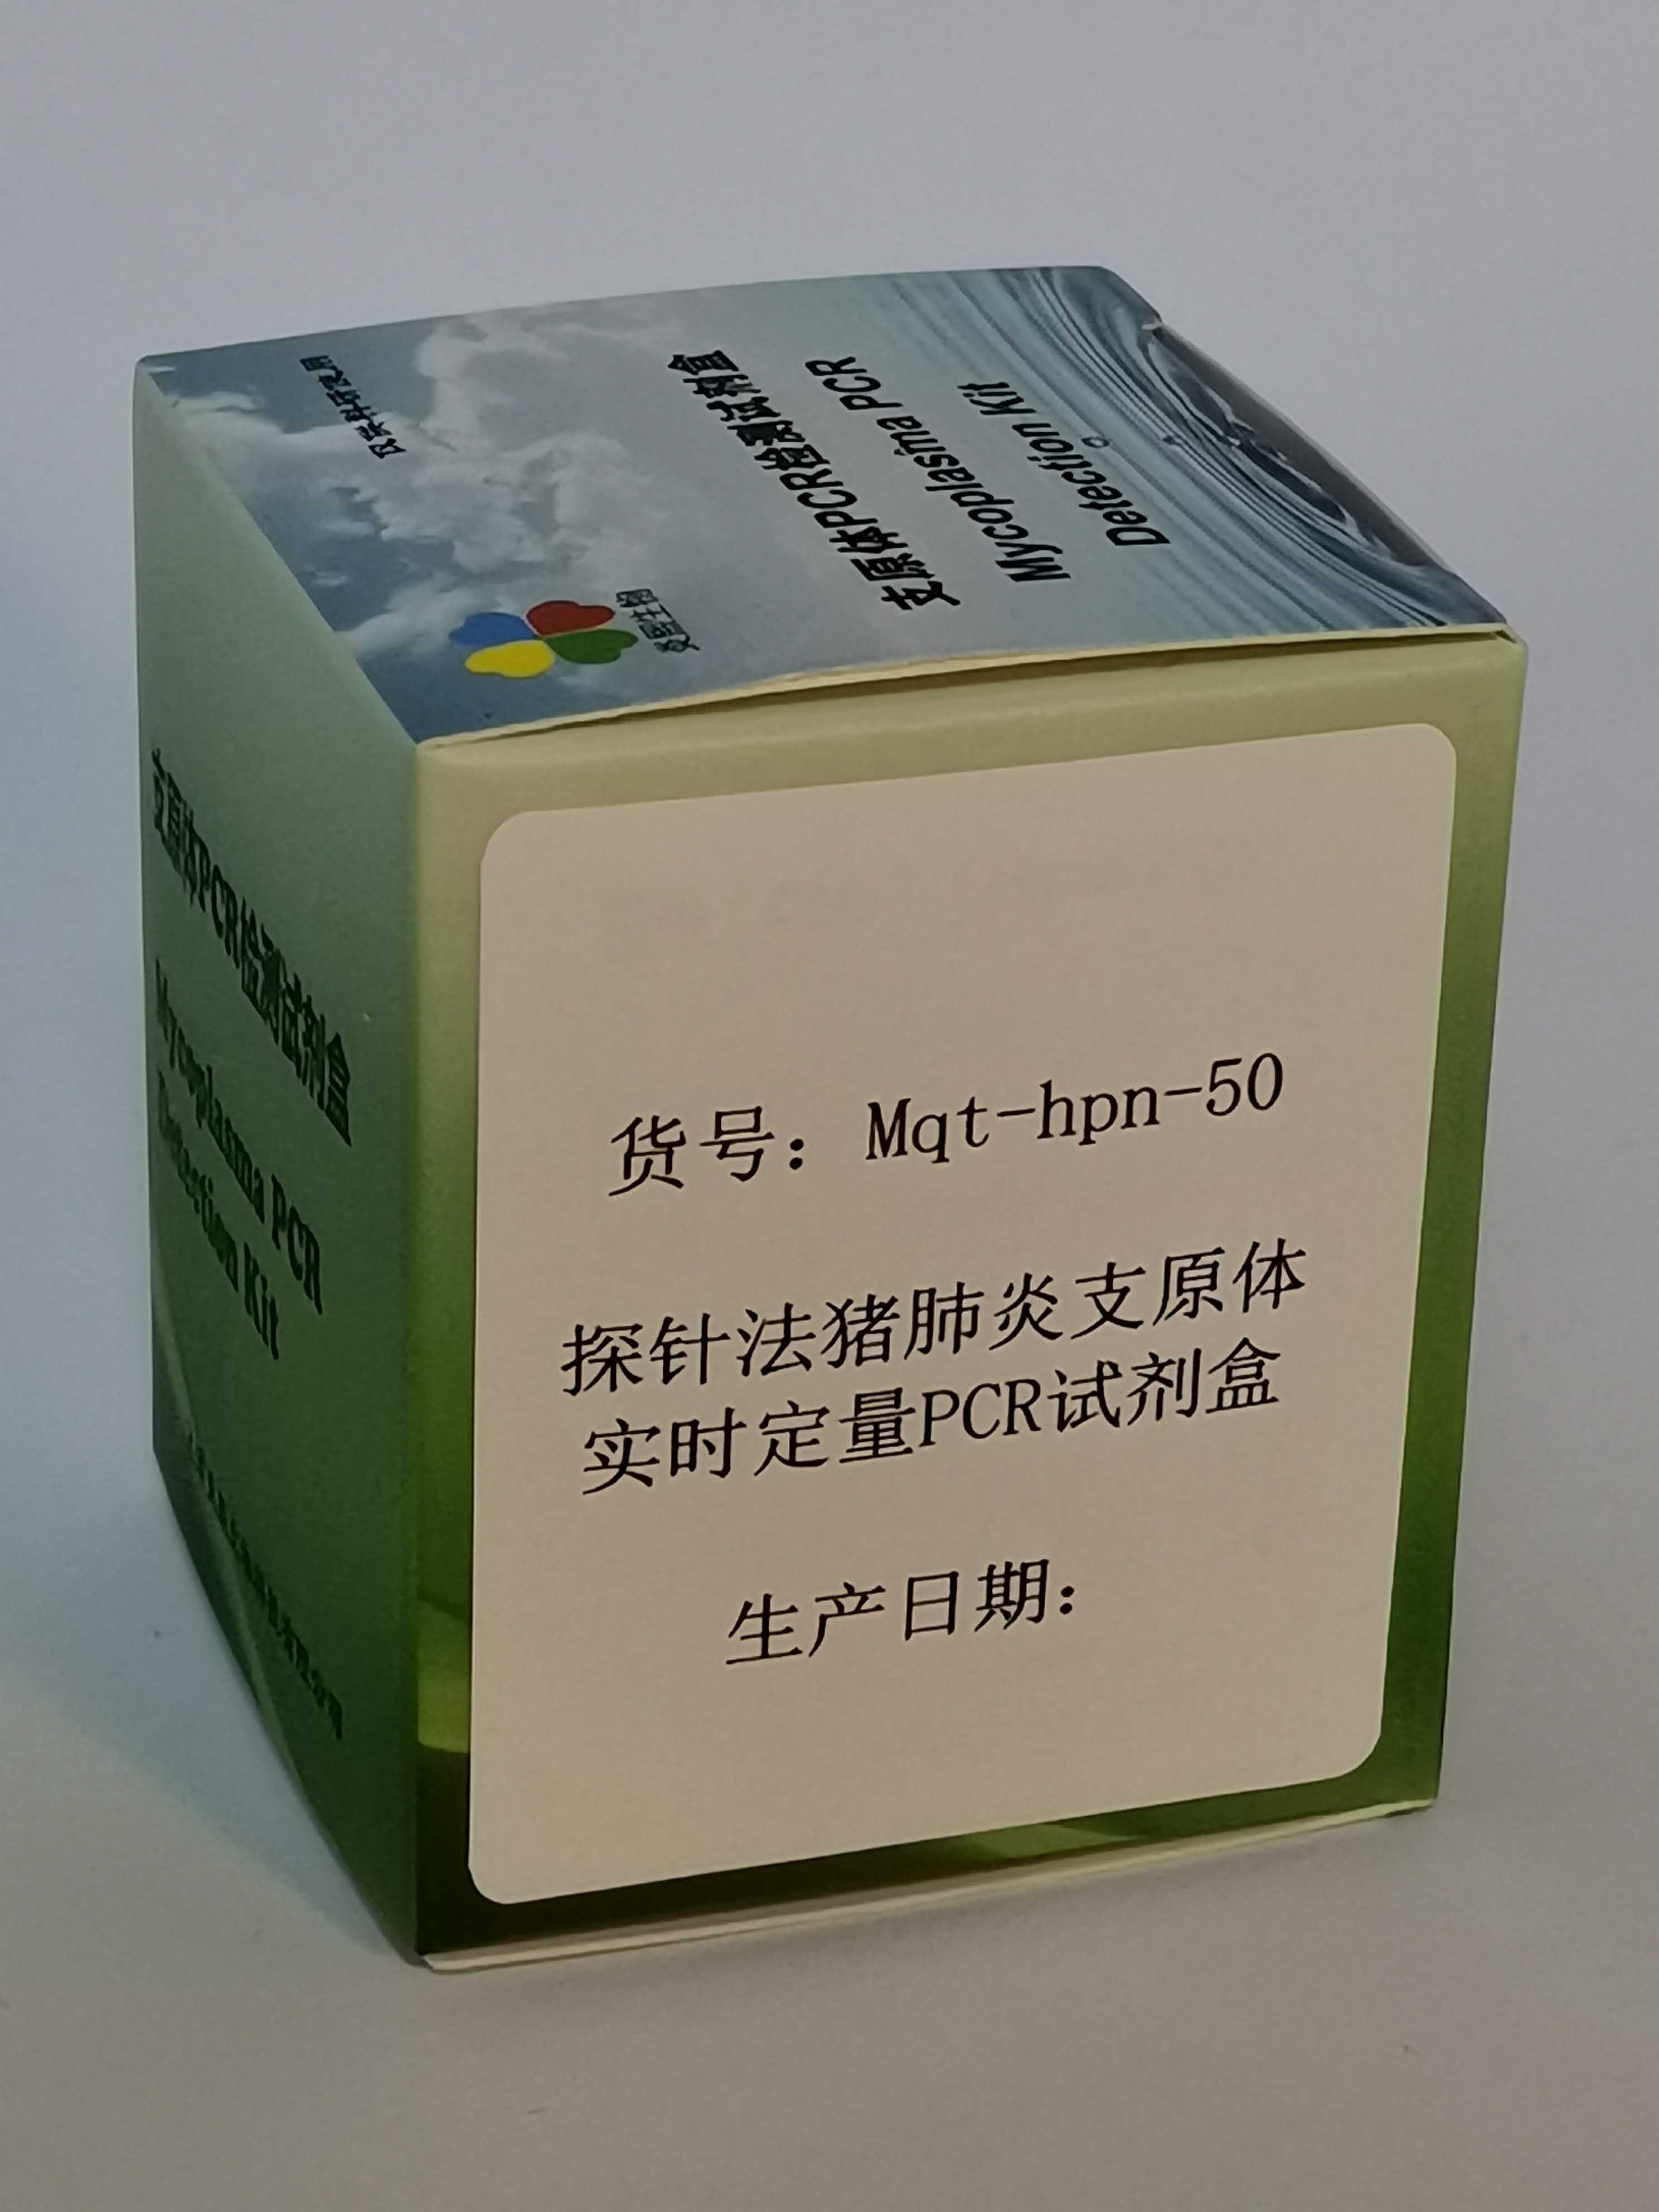 仅供科研使用
支原体PCR检测试剂盒
Mycoplasma PCR
Detection Kit
货号：Mqt-hpn-50
探针法猪肺炎支原体
实时定量PCR试剂盒
生产日期：
支原体PCR检测试剂盒
Mycoplasma PCR
Detection Kit